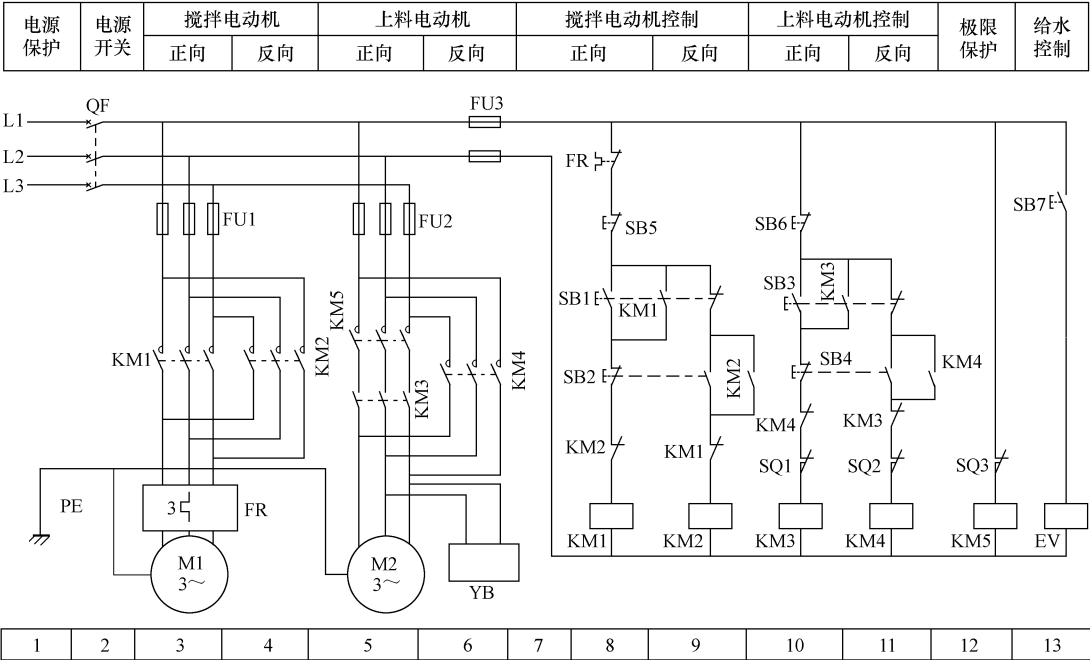 电源保护
电源开关
搅拌电动机
上料电动机
搅拌电动机控制
上料电动机控制
极限保护
给水控制
正向
反向
正向
反向
正向
反向
正向
反向
QF
FU3
L1
L2
L3
FR
SB5
SB6
SB7
FU1
FU2
SB1
KM1
SB3
KM3
KM5
KM1
KM2
KM3
KM4
SB2
KM2
SB4
KM4
KM2
KM1
KM4
KM3
SQ1
SQ2
SQ3
PE
3
FR
KM1
KM2
KM3
KM4
KM5
EV
M1
3～
M2
3～
YB
1
2
3
4
5
6
7
8
9
10
11
12
13